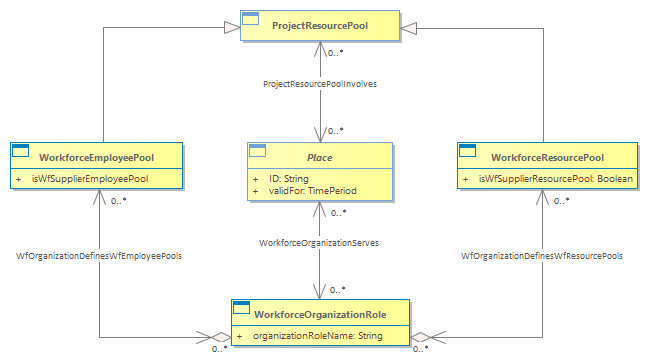 ProjectResourcePool
0..*
ProjectResourcePoolInvolves
0..*
WorkforceEmployeePool
+ isWfSupplierEmployeePool
Place
+ ID: String
+ validFor: TimePeriod
WorkforceResourcePool
+ isWfSupplierResourcePool: Boolean
0..*
0..*
0..*
WorkforceOrganizationServes
WfOrganizationDefinesWfEmployeePools
WfOrganizationDefinesWfResourcePools
0..*
WorkforceOrganizationRole
+ organizationRoleName: String
0..*
0..*